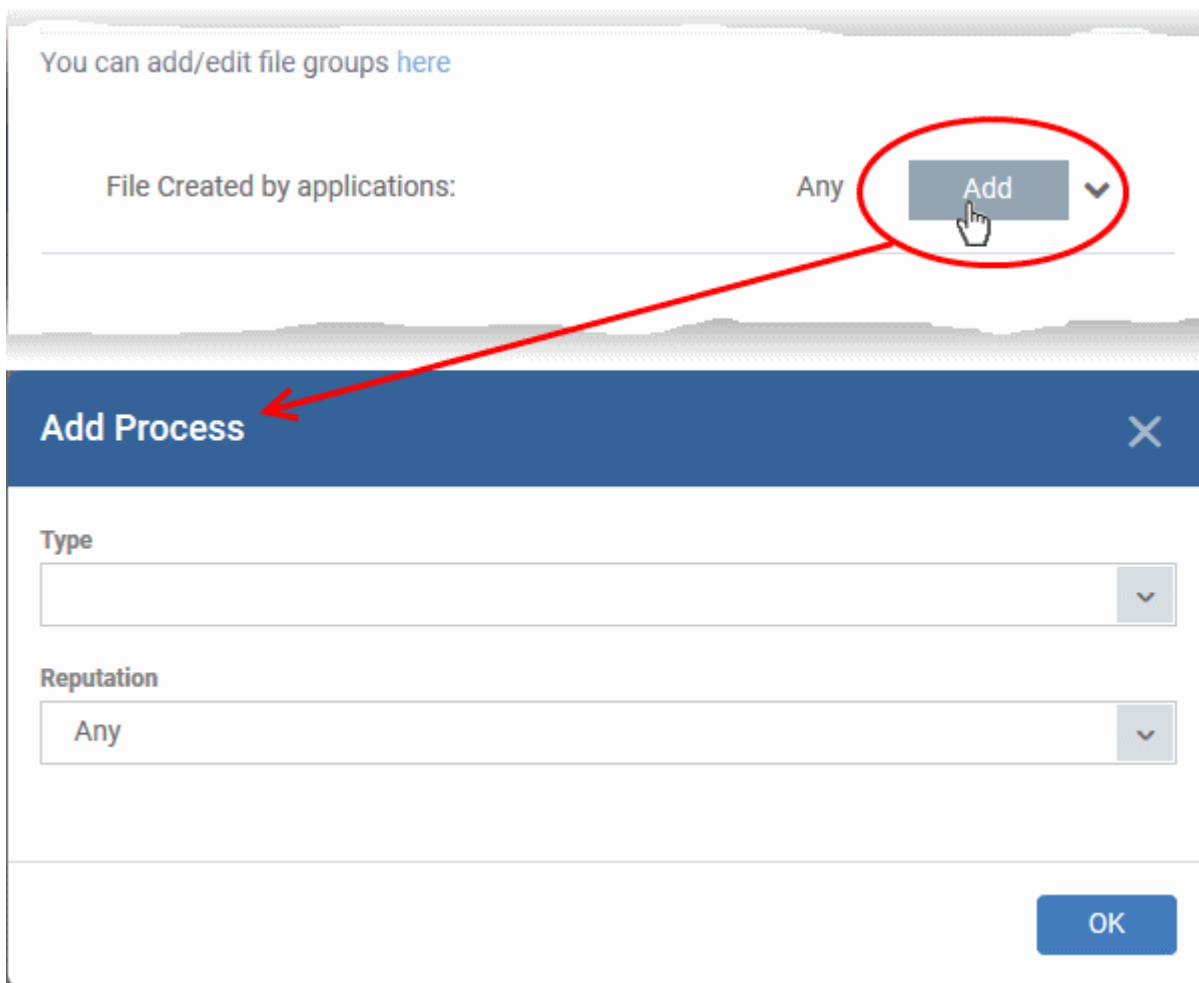 You can add/edit file groups here
File Created by applications: Any Add
Add Process
Type
Reputation
Any
OK